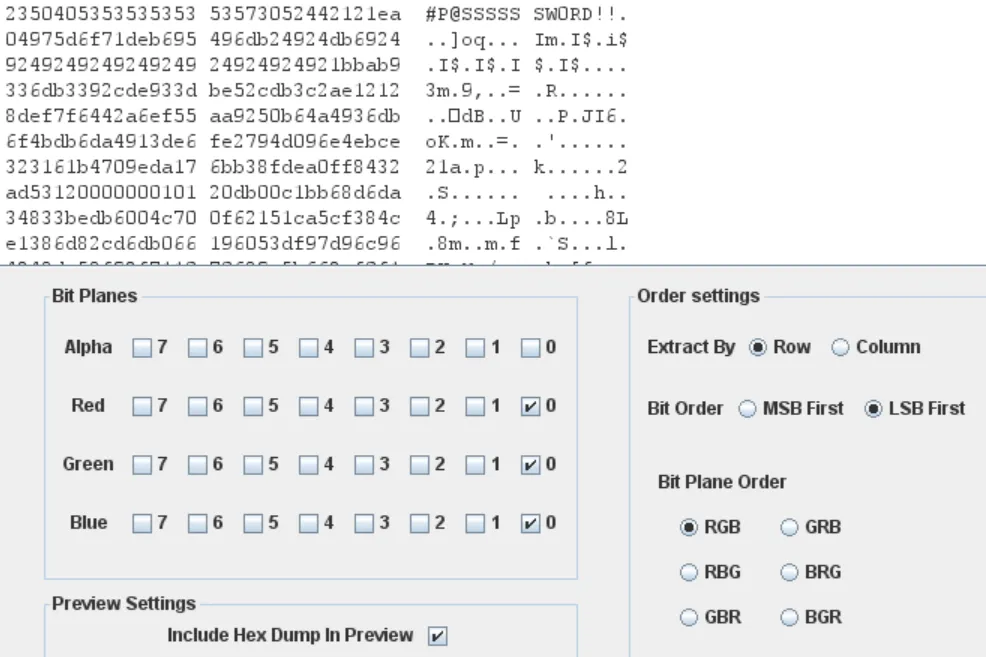 2350405353535353 53573052442121ea #P@SSSSS SW0RD!!.
04975d6f71deb695 496db24924db6924 ..]oq... Im.I$.i$
9249249249249249 24924924921bbab9 .I$.I$.I $.I$....
336db3392cde933d be52cdb3c2ae1212 3m.9,..= .R......
8def7f6442a6ef55 aa9250b64a4936db ..□dB..U ..P.JI6.
6f4bdb6da4913de6 fe2794d096e4ebce oK.m..=. .'......
323161b4709eda17 6bb38fdea0ff8432 21a.p... k......2
ad53120000000101 20db00c1bb68d6da .S...... ....h..
34833bedb6004c70 0f62151ca5cf384c 4.;...Lp .b....8L
e1386d82cd6db066 196053df97d96c96 .8m..m.f .`S...l.
Bit Planes
Alpha 7 6 5 4 3 2 1 0
Red 7 6 5 4 3 2 1 0
Green 7 6 5 4 3 2 1 0
Blue 7 6 5 4 3 2 1 0
Preview Settings
Include Hex Dump In Preview
Order settings
Extract By Row Column
Bit Order MSB First LSB First
Bit Plane Order
RGB GRB
RBG BRG
GBR BGR